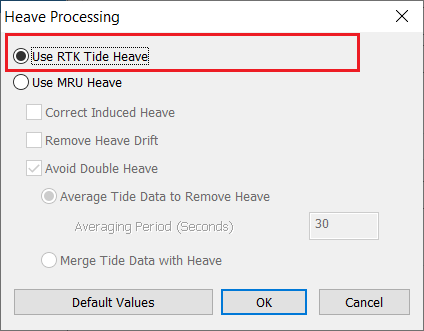 Heave Processing
Use RTK Tide Heave
Use MRU Heave
Correct Induced Heave
Remove Heave Drift
Avoid Double Heave
Average Tide Data to Remove Heave
Averaging Period (Seconds) 30
Merge Tide Data with Heave
Default Values OK Cancel